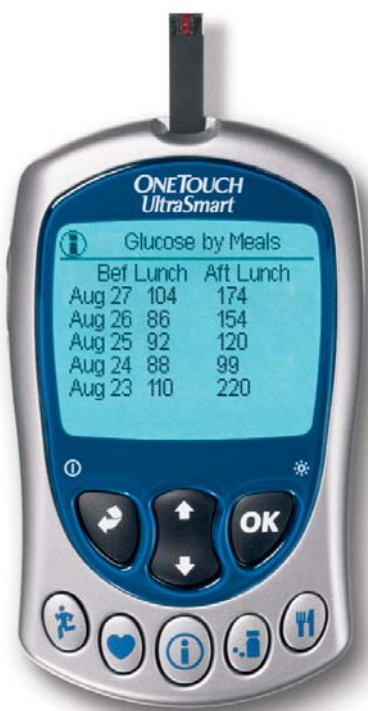 ONETOUCH
UltraSmart
Glucose by Meals
Bef Lunch Aft Lunch
Aug 27 104 174
Aug 26 86 154
Aug 25 92 120
Aug 24 88 99
Aug 23 110 220
OK